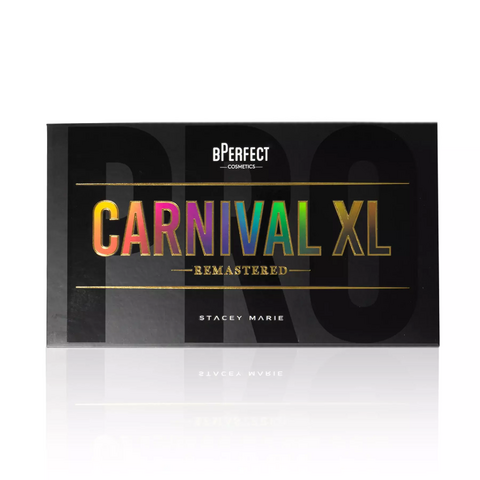 PRO
BPERFECT
COSMETICS
CARNIVAL XL
REMASTERED
STACEY MARIE